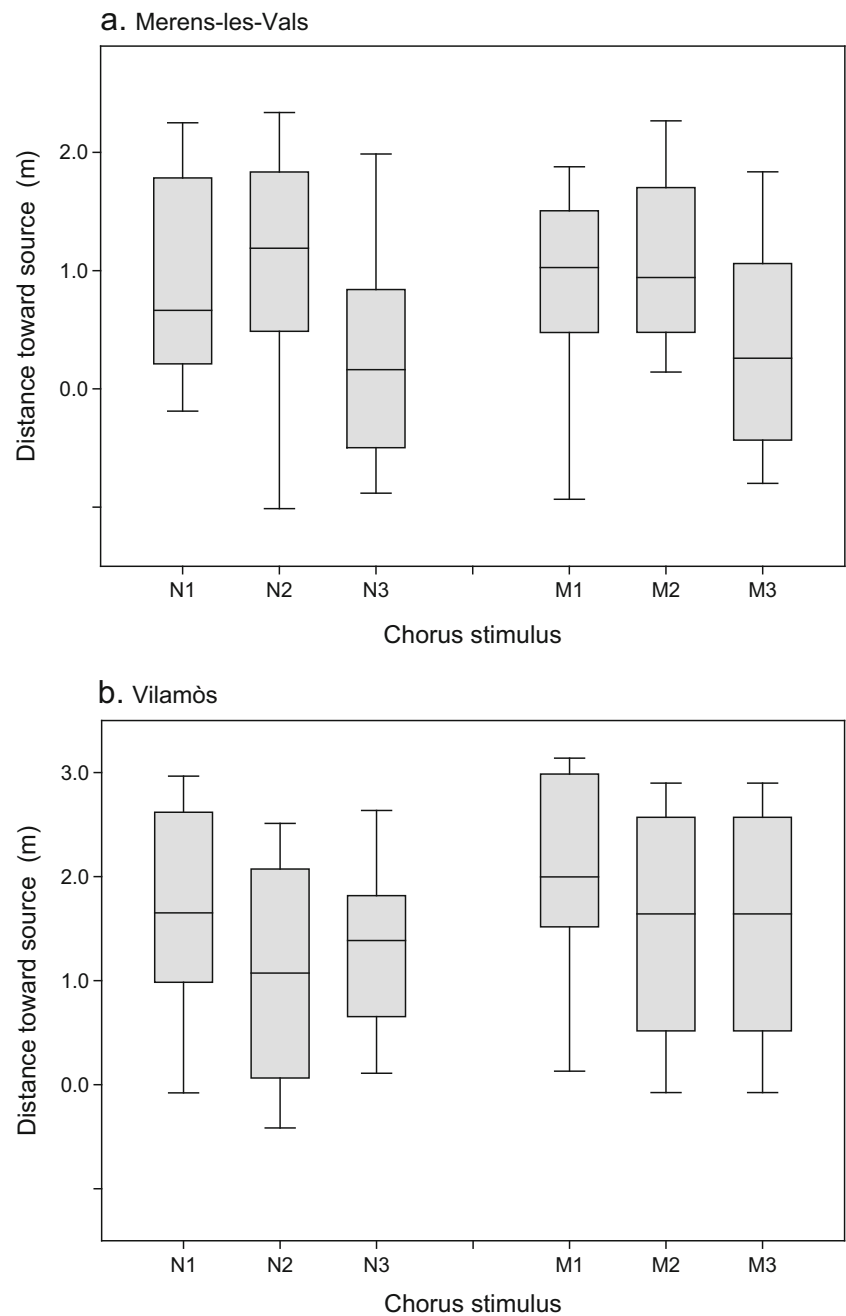 a. Merens-les-Vals
Distance toward source (m)
2.0
1.0
0.0
N1 N2 N3 M1 M2 M3
Chorus stimulus
b. Vilamòs
Distance toward source (m)
3.0
2.0
1.0
0.0
N1 N2 N3 M1 M2 M3
Chorus stimulus